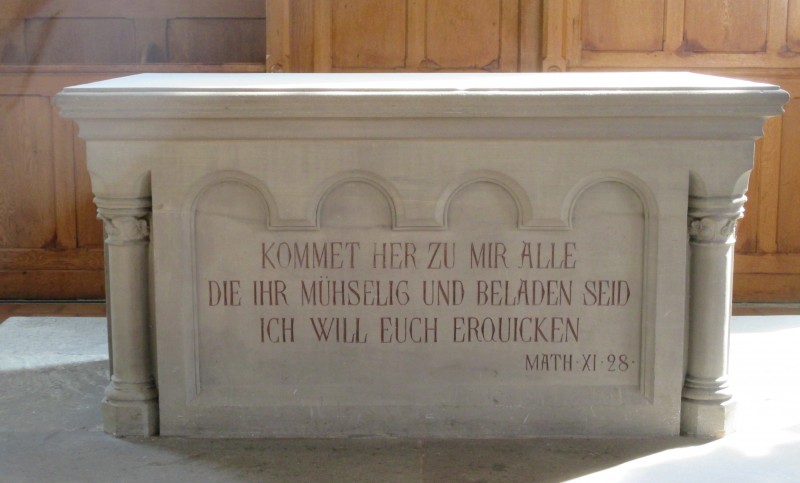 KOMMET HER ZU MIR ALLE
DIE IHR MÜHSELIG UND BELADEN SEID
ICH WILL EUCH ERQUICKEN
MATH·XI·28·